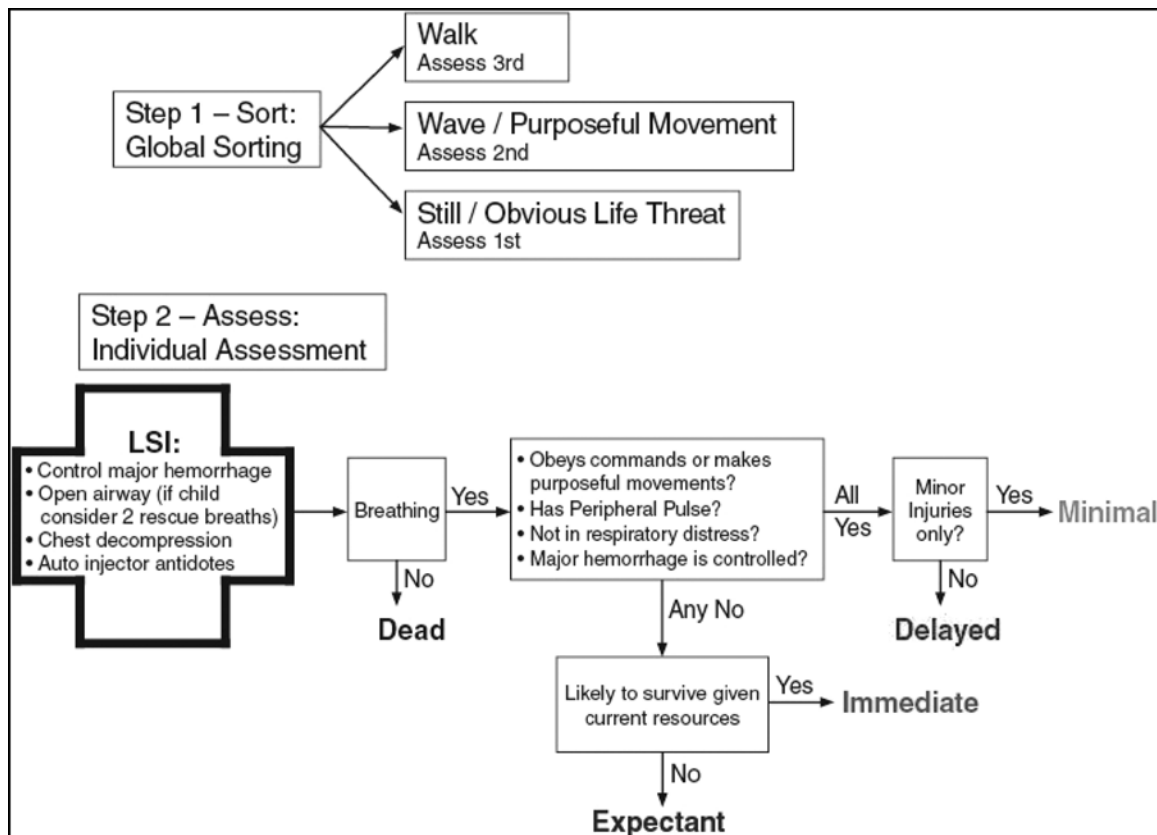 Walk
Assess 3rd
Step 1 – Sort:
Global Sorting
Wave / Purposeful Movement
Assess 2nd
Still / Obvious Life Threat
Assess 1st
Step 2 – Assess:
Individual Assessment
LSI:
• Control major hemorrhage
• Open airway (if child
consider 2 rescue breaths)
• Chest decompression
• Auto injector antidotes
Breathing
Yes
No
Dead
• Obeys commands or makes
purposeful movements?
• Has Peripheral Pulse?
• Not in respiratory distress?
• Major hemorrhage is controlled?
All
Yes
Minor
Injuries
only?
Yes
Minimal
No
Delayed
Any No
Likely to survive given
current resources
Yes
Immediate
No
Expectant